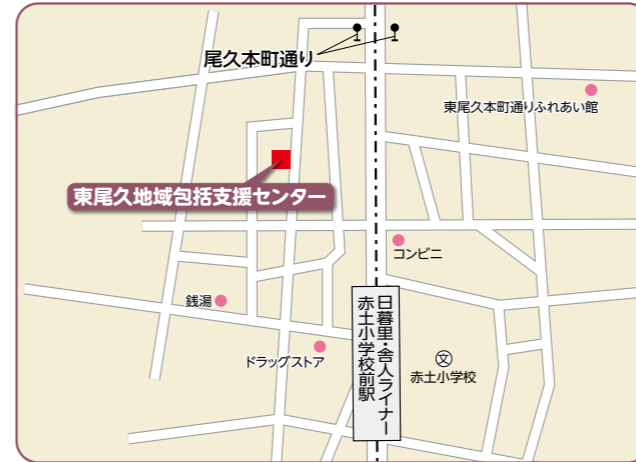 尾久本町通り
東尾久本町通りふれあい館
東尾久地域包括支援センター
コンビニ
銭湯
ドラッグストア
日暮里・舎人ライナー
赤土小学校前駅
文
赤土小学校